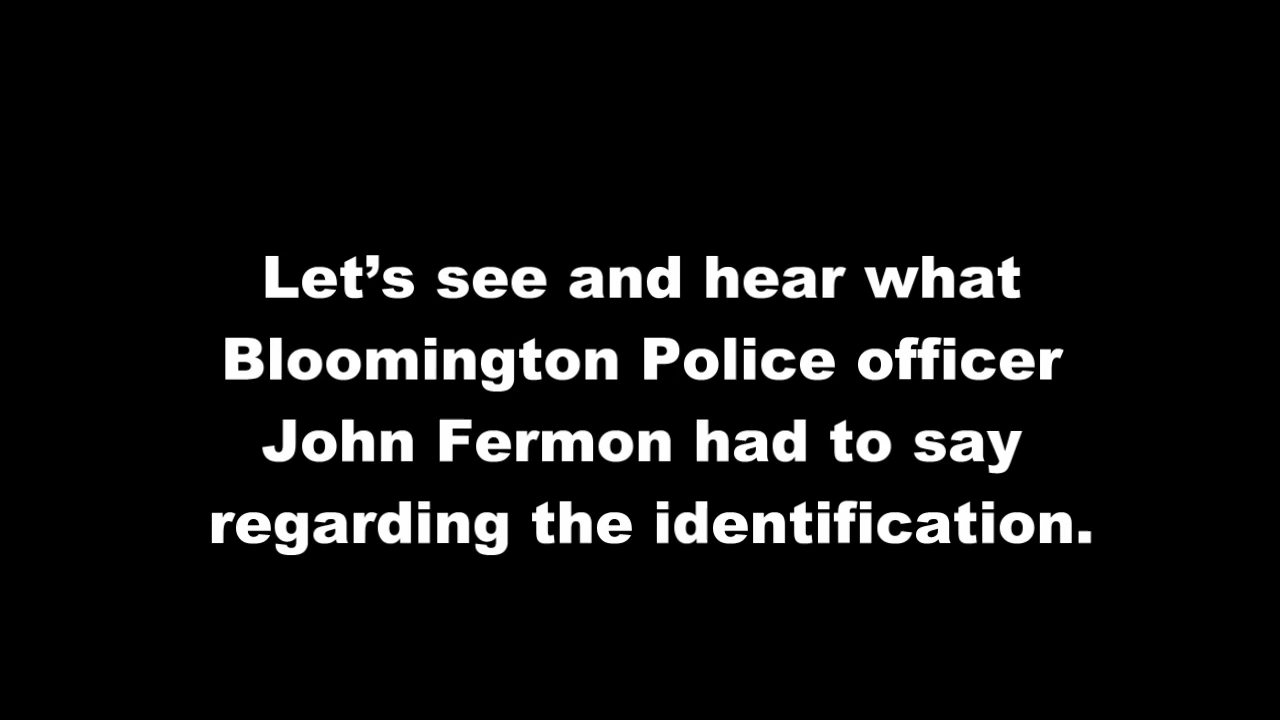 Let’s see and hear what
Bloomington Police officer
John Fermon had to say
regarding the identification.